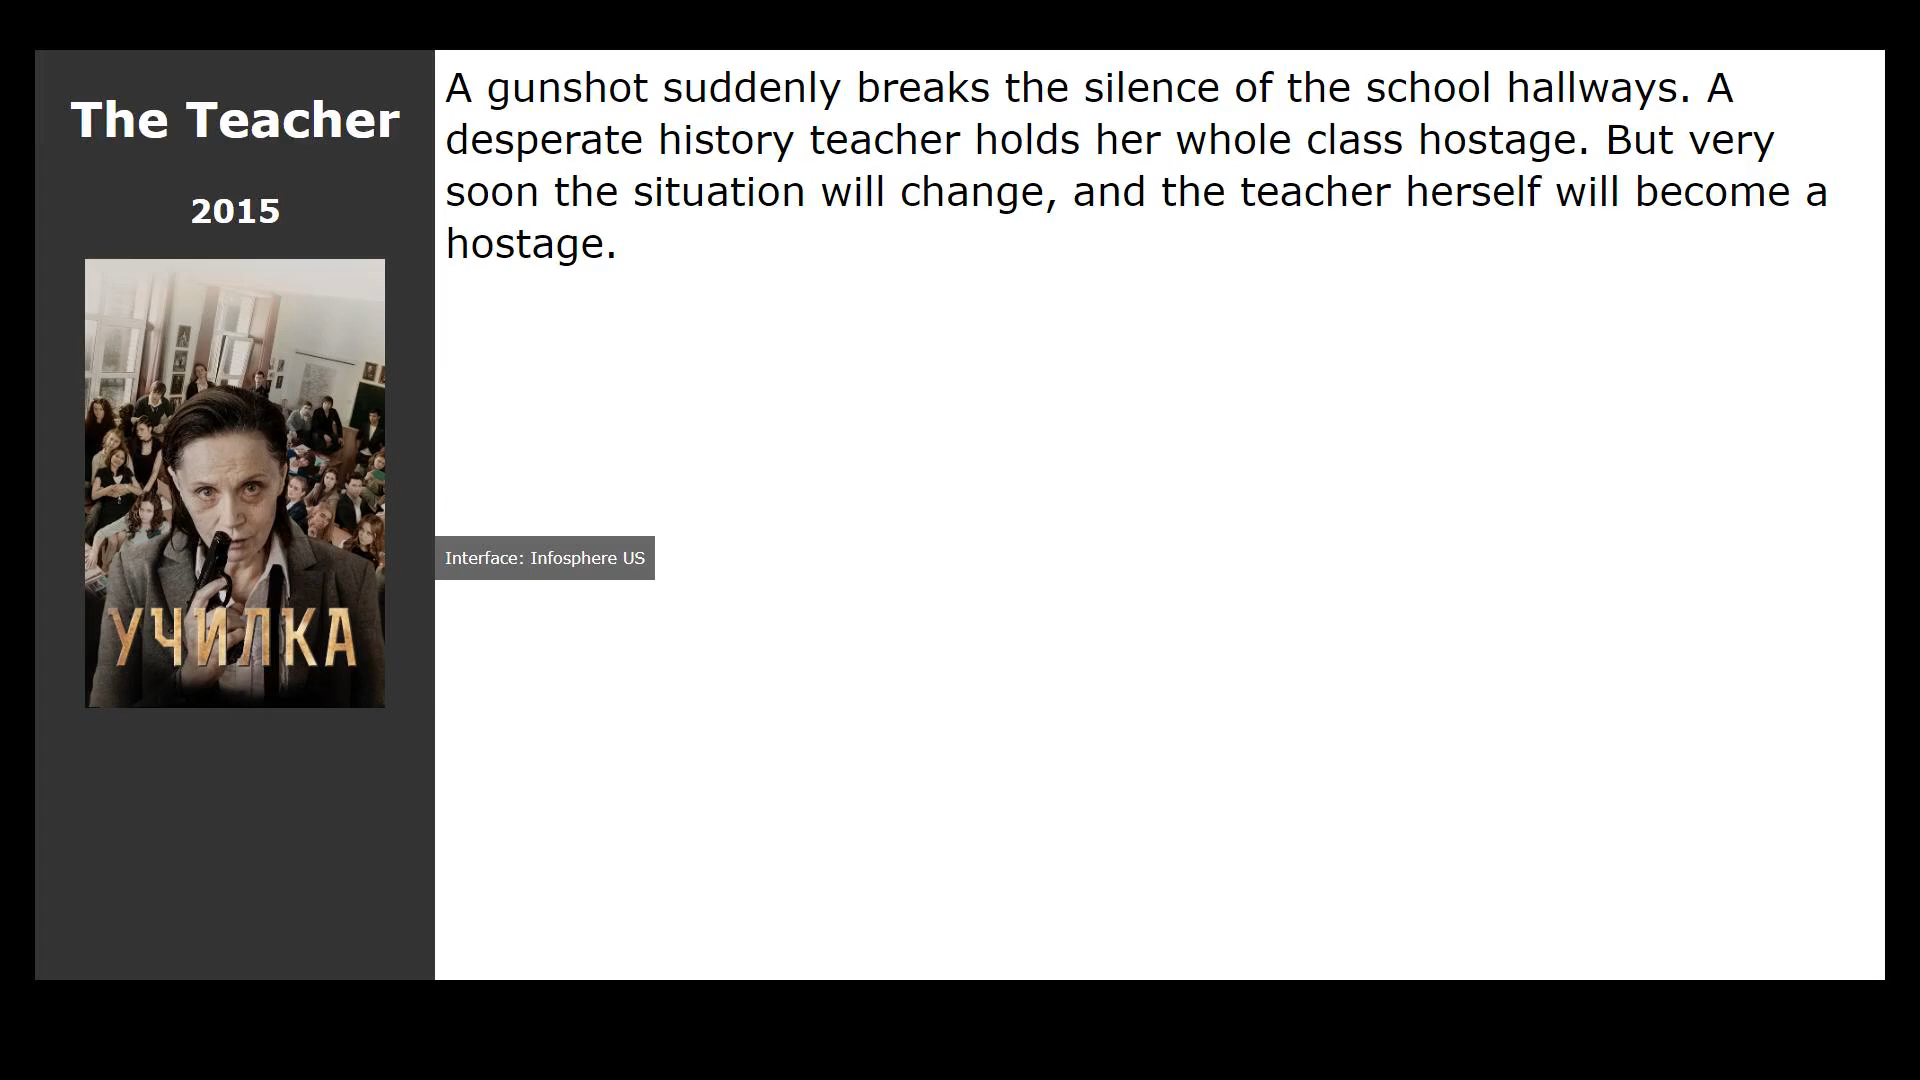 The Teacher
2015
УЧИЛКА
A gunshot suddenly breaks the silence of the school hallways. A
desperate history teacher holds her whole class hostage. But very
soon the situation will change, and the teacher herself will become a
hostage.
Interface: Infosphere US